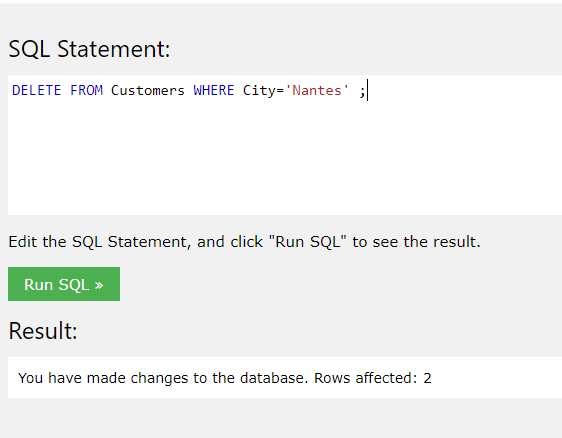 SQL Statement:
DELETE FROM Customers WHERE City='Nantes' ;
Edit the SQL Statement, and click "Run SQL" to see the result.
Run SQL »
Result:
You have made changes to the database. Rows affected: 2